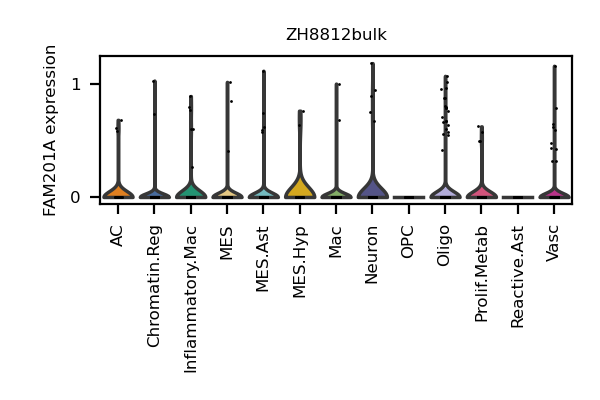 ZH8812bulk
FAM201A expression
1
0
AC
Chromatin.Reg
Inflammatory.Mac
MES
MES.Ast
MES.Hyp
Mac
Neuron
OPC
Oligo
Prolif.Metab
Reactive.Ast
Vasc